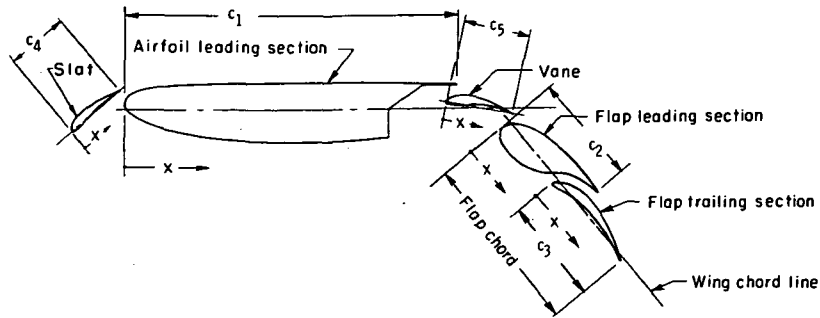 c1
c4
c5
Airfoil leading section
Slat
Vane
Flap leading section
x
x
x
c2
x
Flap trailing section
x
c3
Flap chord
Wing chord line